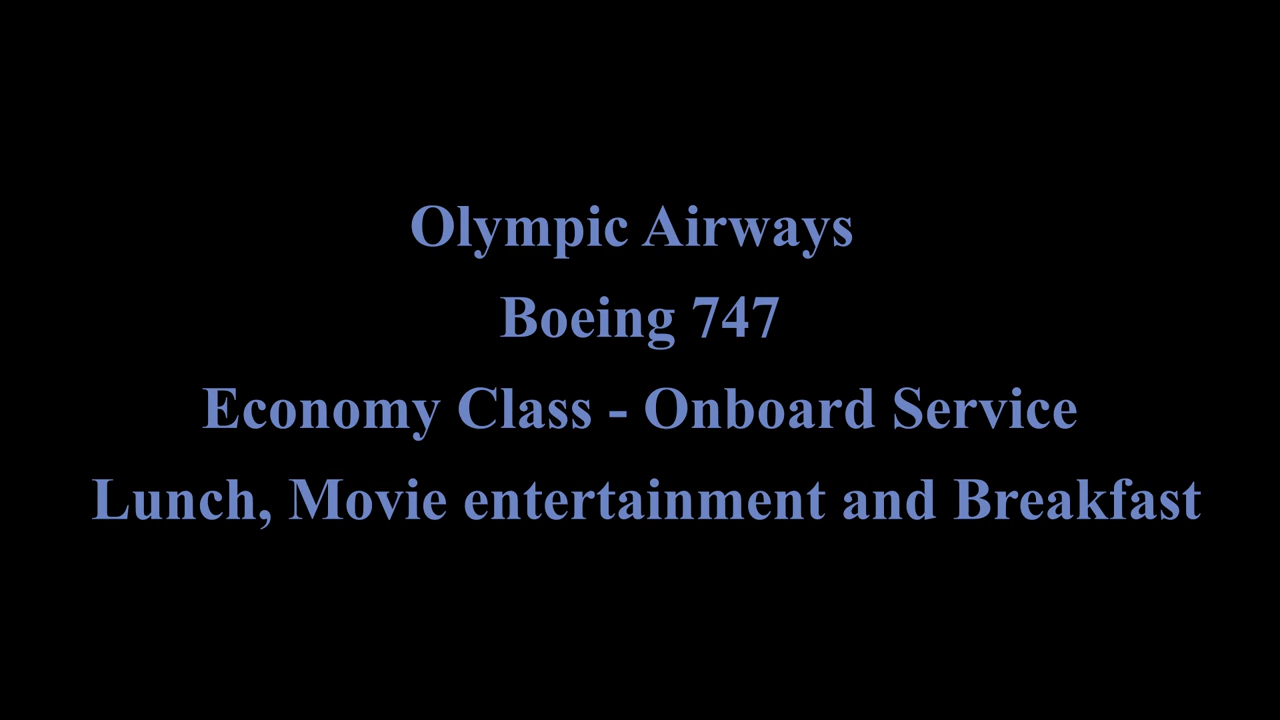 Olympic Airways
Boeing 747
Economy Class - Onboard Service
Lunch, Movie entertainment and Breakfast